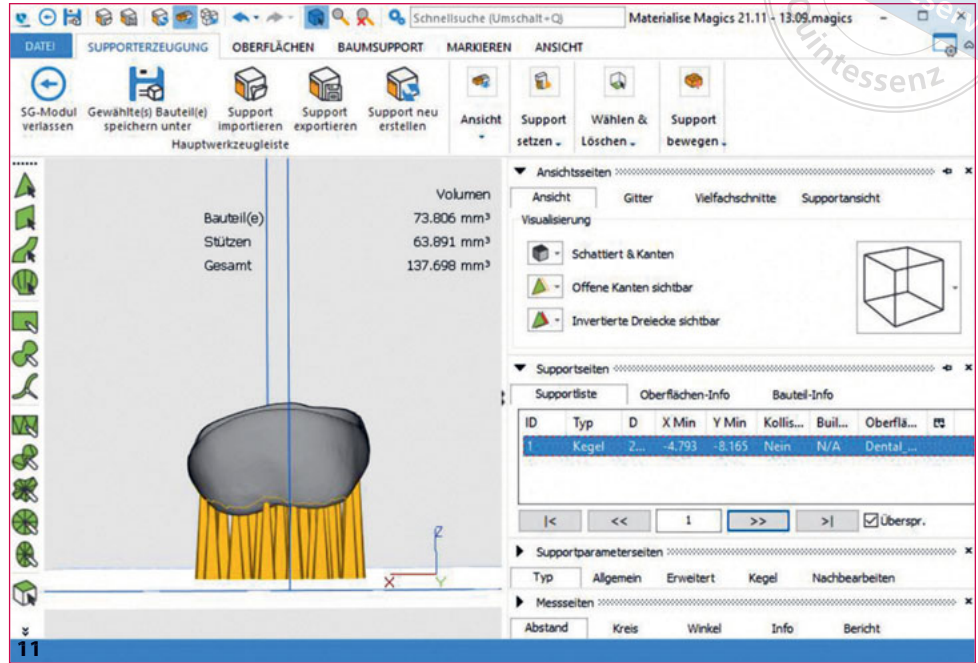 Schnellsuche (Umschalt+Q)
Materialise Magics 21.11 - 13.09.magics
DATEI SUPPORTERZEUGUNG OBERFLÄCHEN BAUMSUPPORT MARKIEREN ANSICHT
SG-Modul verlassen
Gewählte(s) Bauteil(e) speichern unter
Support importieren
Support exportieren
Support neu erstellen
Hauptwerkzeugleiste
Ansicht
Support setzen
Wählen & Löschen
Support bewegen
Quintessenz
Volumen
Bauteil(e) 73.806 mm³
Stützen 63.891 mm³
Gesamt 137.698 mm³
Z
X
Y
Ansichtsseiten
Ansicht Gitter Vielfachschnitte Supportansicht
Visualisierung
Schattiert & Kanten
Offene Kanten sichtbar
Invertierte Dreiecke sichtbar
Supportseiten
Supportliste Oberflächen-Info Bauteil-Info
ID Typ D X Min Y Min Kollis... Buil... Oberflä...
1 Kegel 2... -4.793 -8.165 Nein N/A Dental_...
|< << 1 >> >| Überspr.
Supportparameterseiten
Typ Allgemein Erweitert Kegel Nachbearbeiten
Messseiten
Abstand Kreis Winkel Info Bericht
11